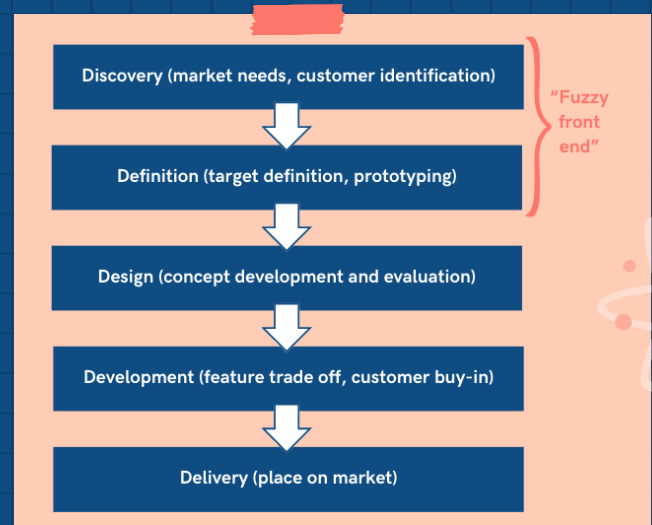 Discovery (market needs, customer identification)
“Fuzzy
front
end”
Definition (target definition, prototyping)
Design (concept development and evaluation)
Development (feature trade off, customer buy-in)
Delivery (place on market)